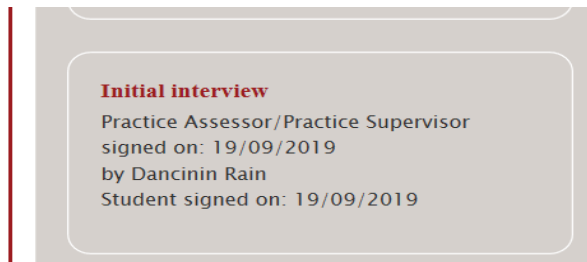 Initial interview
Practice Assessor/Practice Supervisor
signed on: 19/09/2019
by Dancinin Rain
Student signed on: 19/09/2019